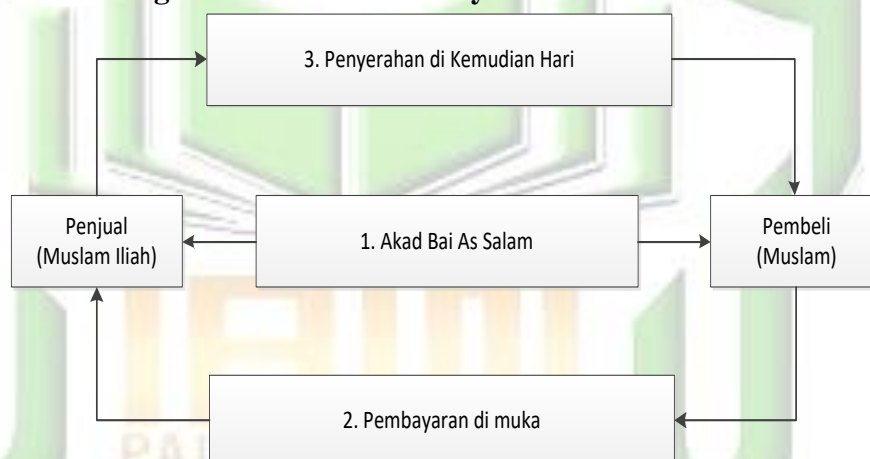 3. Penyerahan di Kemudian Hari
Penjual
(Muslam Iliah)
1. Akad Bai As Salam
Pembeli
(Muslam)
2. Pembayaran di muka